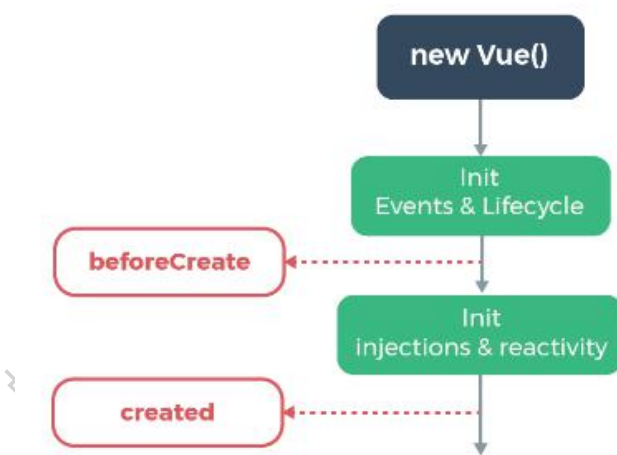 new Vue()
Init
Events & Lifecycle
beforeCreate
Init
injections & reactivity
created